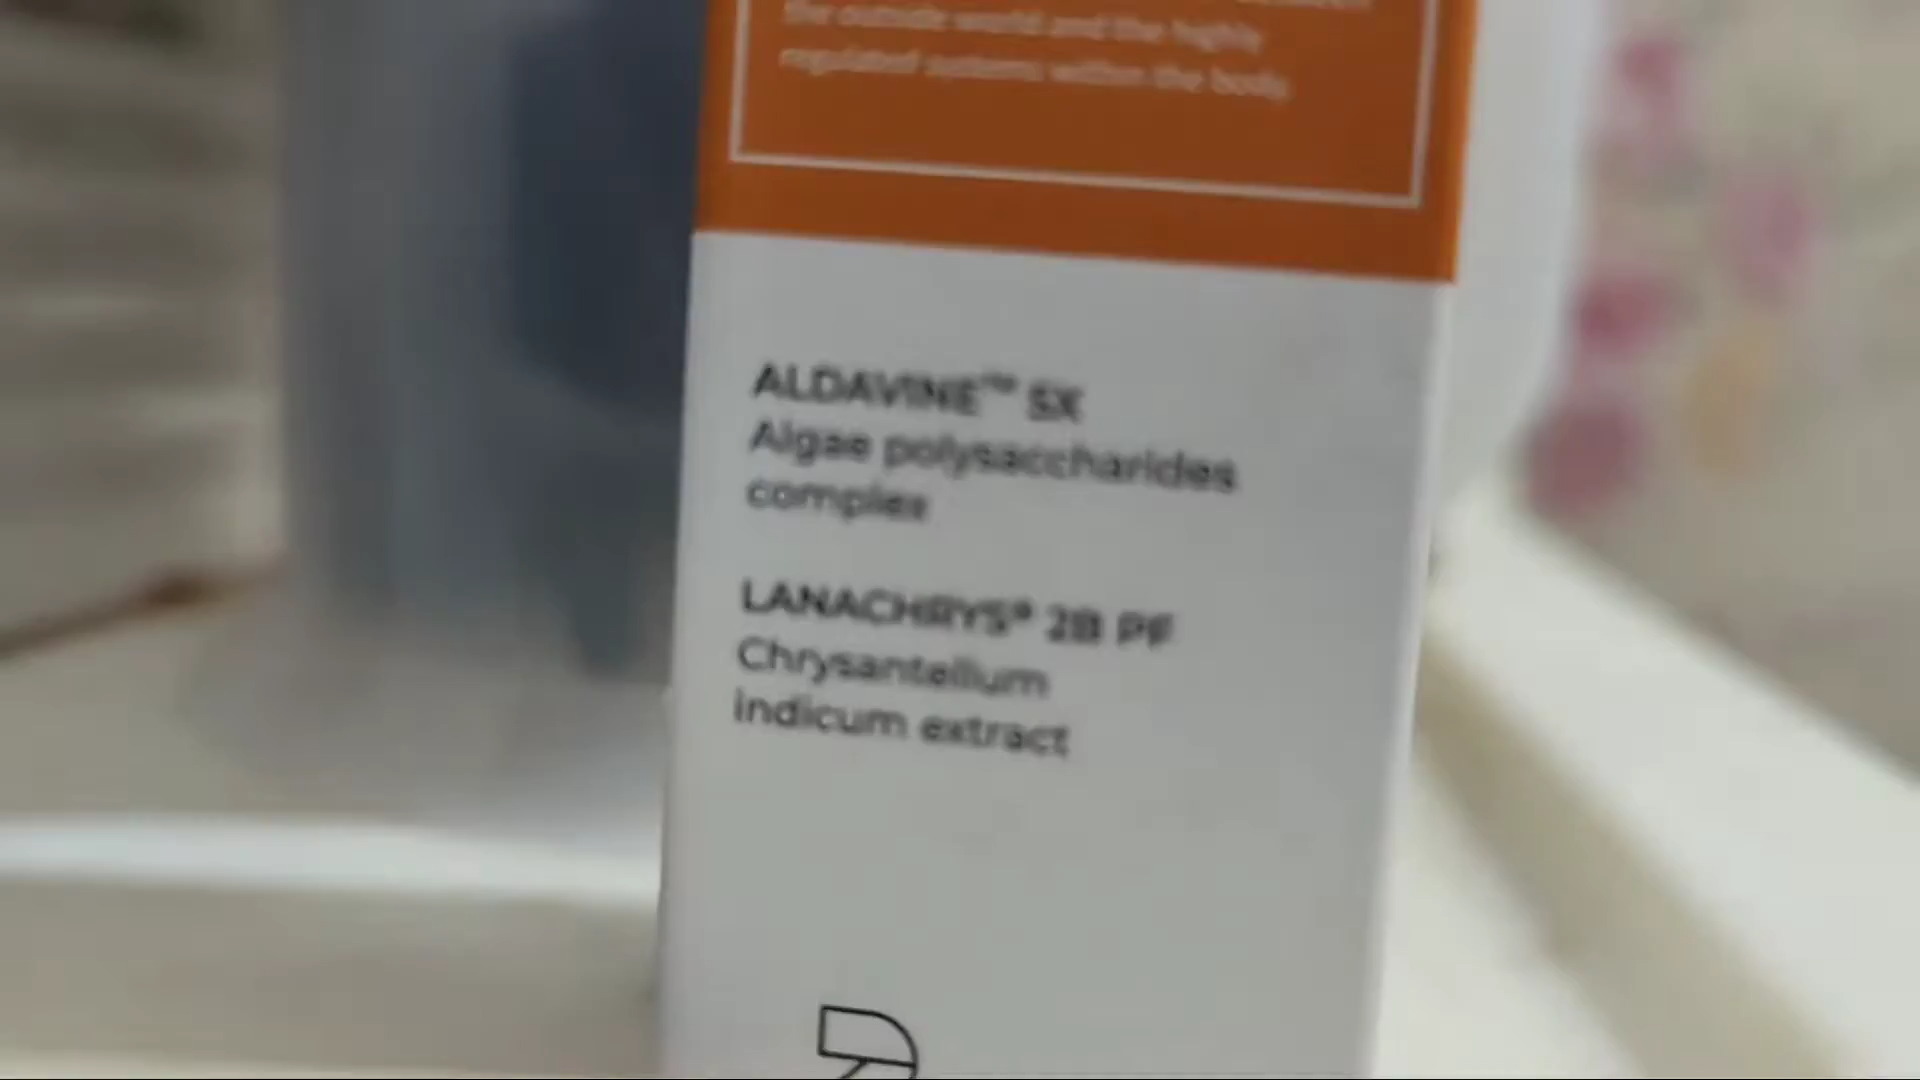 the outside world and the highly
regulated systems within the body.
ALDAVINE™ 5X
Algae polysaccharides
complex
LANACHRYS® 2B PF
Chrysantellum
indicum extract